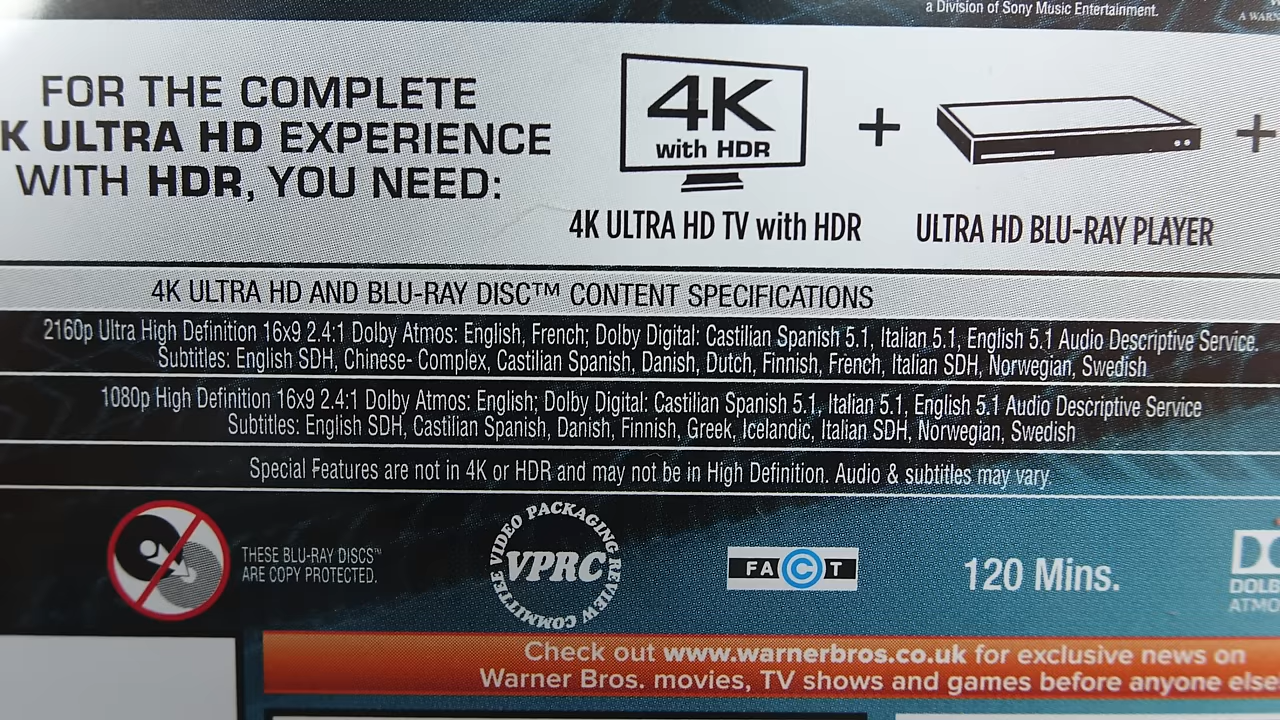 a Division of Sony Music Entertainment.
FOR THE COMPLETE
K ULTRA HD EXPERIENCE
WITH HDR, YOU NEED:
4K
with HDR
+
+
4K ULTRA HD TV with HDR
ULTRA HD BLU-RAY PLAYER
4K ULTRA HD AND BLU-RAY DISC™ CONTENT SPECIFICATIONS
2160p Ultra High Definition 16x9 2.4:1 Dolby Atmos: English, French; Dolby Digital: Castilian Spanish 5.1, Italian 5.1, English 5.1 Audio Descriptive Service.
Subtitles: English SDH, Chinese- Complex, Castilian Spanish, Danish, Dutch, Finnish, French, Italian SDH, Norwegian, Swedish
1080p High Definition 16x9 2.4:1 Dolby Atmos: English; Dolby Digital: Castilian Spanish 5.1, Italian 5.1, English 5.1 Audio Descriptive Service
Subtitles: English SDH, Castilian Spanish, Danish, Finnish, Greek, Icelandic, Italian SDH, Norwegian, Swedish
Special Features are not in 4K or HDR and may not be in High Definition. Audio & subtitles may vary.
THESE BLU-RAY DISCS™
ARE COPY PROTECTED.
VIDEO PACKAGING REVIEW COMMITTEE
VPRC
FACT
120 Mins.
Check out www.warnerbros.co.uk for exclusive news on
Warner Bros. movies, TV shows and games before anyone else